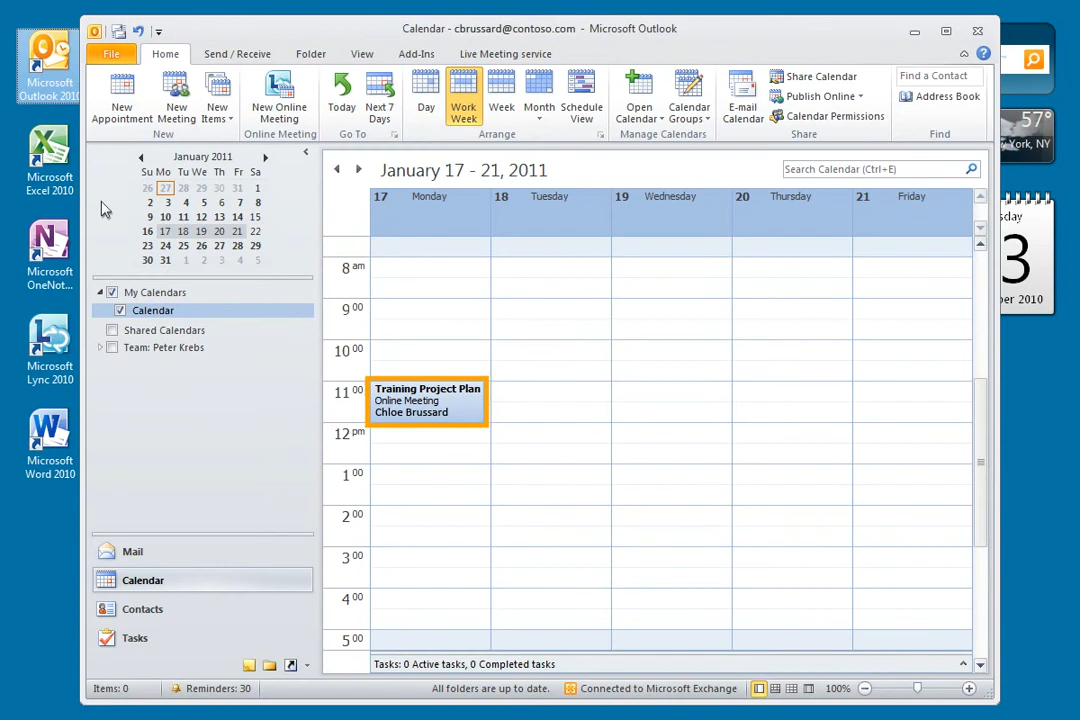 Calendar - cbrussard@contoso.com - Microsoft Outlook
File Home Send / Receive Folder View Add-Ins Live Meeting service
New Appointment
New Meeting
New Items
New
New Online Meeting
Online Meeting
Today
Next 7 Days
Go To
Day
Work Week
Week
Month
Schedule View
Arrange
Open Calendar
Calendar Groups
Manage Calendars
E-mail Calendar
Share Calendar
Publish Online
Calendar Permissions
Share
Find a Contact
Address Book
Find
January 2011
Su Mo Tu We Th Fr Sa
26 27 28 29 30 31 1
2 3 4 5 6 7 8
9 10 11 12 13 14 15
16 17 18 19 20 21 22
23 24 25 26 27 28 29
30 31 1 2 3 4 5
My Calendars
Calendar
Shared Calendars
Team: Peter Krebs
Mail
Calendar
Contacts
Tasks
January 17 - 21, 2011
Search Calendar (Ctrl+E)
17 Monday 18 Tuesday 19 Wednesday 20 Thursday 21 Friday
8 am
9 00
10 00
11 00
Training Project Plan
Online Meeting
Chloe Brussard
12 pm
1 00
2 00
3 00
4 00
5 00
Tasks: 0 Active tasks, 0 Completed tasks
Items: 0 Reminders: 30 All folders are up to date. Connected to Microsoft Exchange 100%
Microsoft
Outlook 2010
Microsoft
Excel 2010
Microsoft
OneNot...
Microsoft
Lync 2010
Microsoft
Word 2010
57°
York, NY
sday
3
ber 2010